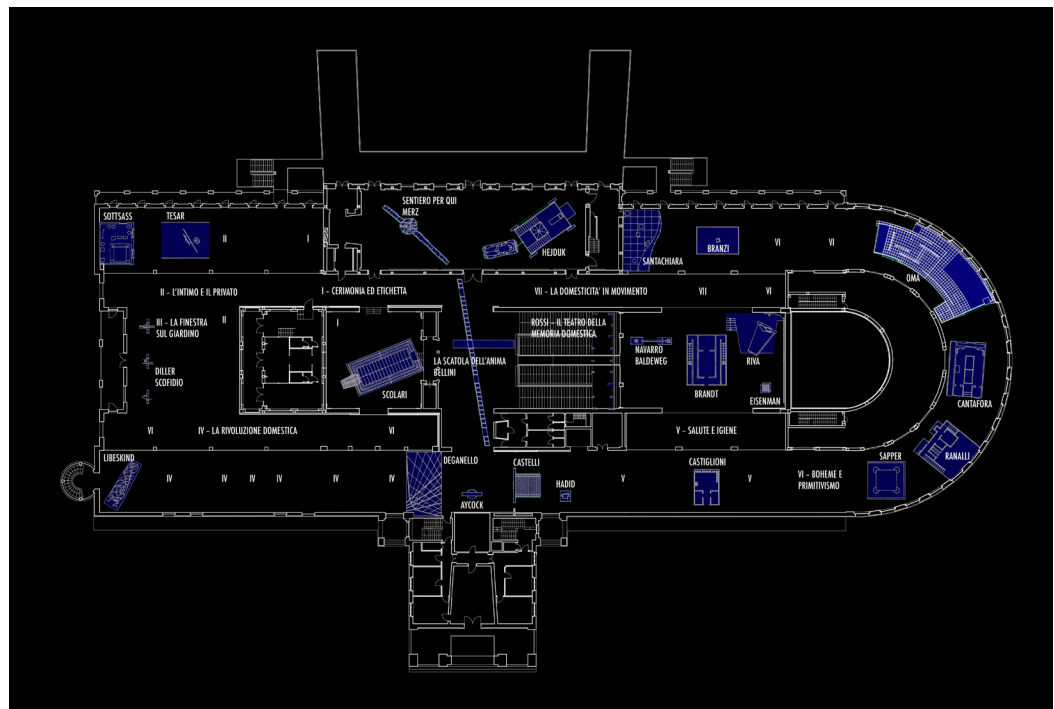 SENTIERO PER QUI
MERZ
SOTTSASS
TESAR
II
I
HEJDUK
SANTACHIARA
BRANZI
VI
VI
OMA
II – L'INTIMO E IL PRIVATO
I – CERIMONIA ED ETICHETTA
VII – LA DOMESTICITA' IN MOVIMENTO
VII
VI
III – LA FINESTRA
SUL GIARDINO
II
I
ROSSI – IL TEATRO DELLA
MEMORIA DOMESTICA
LA SCATOLA DELL'ANIMA
BELLINI
NAVARRO
BALDEWEG
RIVA
DILLER
SCOFIDIO
SCOLARI
BRANDT
EISENMAN
CANTAFORA
VI
IV – LA RIVOLUZIONE DOMESTICA
VI
V – SALUTE E IGIENE
LIBESKIND
DEGANELLO
CASTELLI
CASTIGLIONI
SAPPER
RANALLI
IV
IV
IV
IV
IV
IV
HADID
V
V
VI – BOHEME E
PRIMITIVISMO
AYCOCK